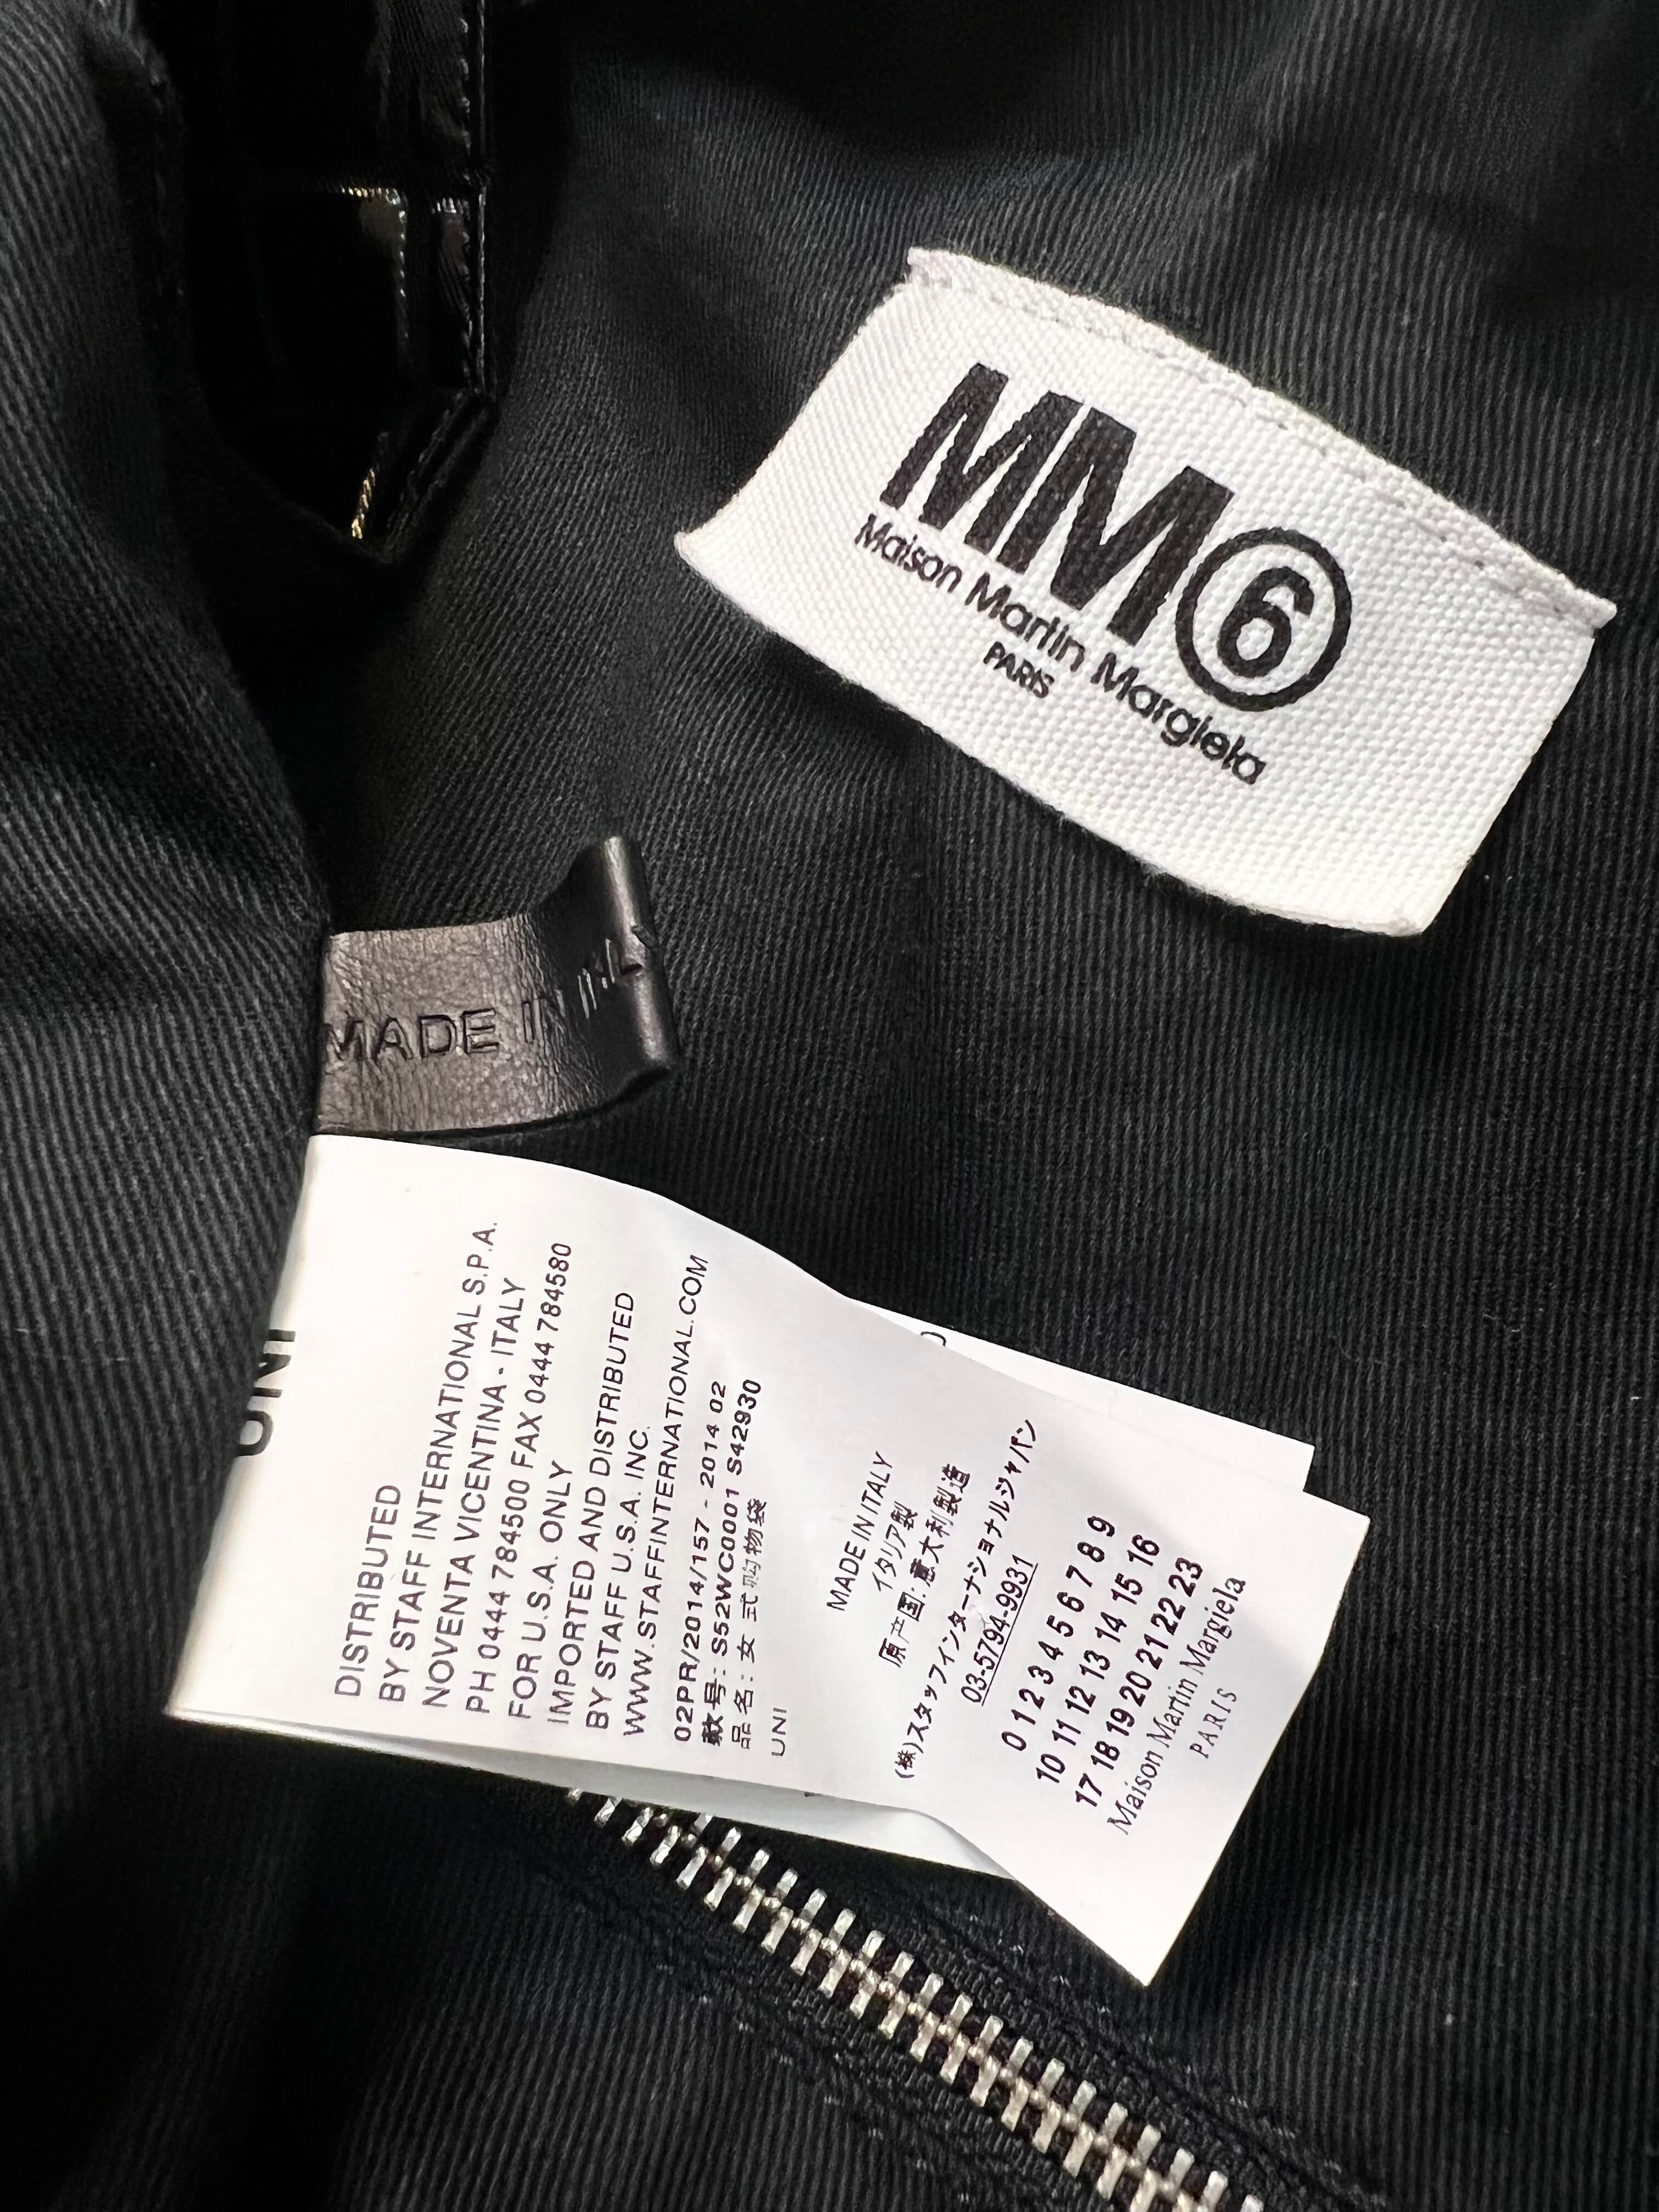 MM6
Maison Martin Margiela
PARIS
MADE IN
UNI
DISTRIBUTED
BY STAFF INTERNATIONAL S.P.A.
NOVENTA VICENTINA - ITALY
PH 0444 784500 FAX 0444 784580
FOR U.S.A. ONLY
IMPORTED AND DISTRIBUTED
BY STAFF U.S.A. INC.
WWW.STAFFINTERNATIONAL.COM
02PR/2014/157 - 2014 02
款号: S52WC0001 S42930
品名: 女 式 购 物 袋
UNI
MADE IN ITALY
イタリア製
原产国: 意大利製造
(株)スタッフインターナショナルジャパン
03-5794-9931
0 1 2 3 4 5 6 7 8 9
10 11 12 13 14 15 16
17 18 19 20 21 22 23
Maison Martin Margiela
PARIS